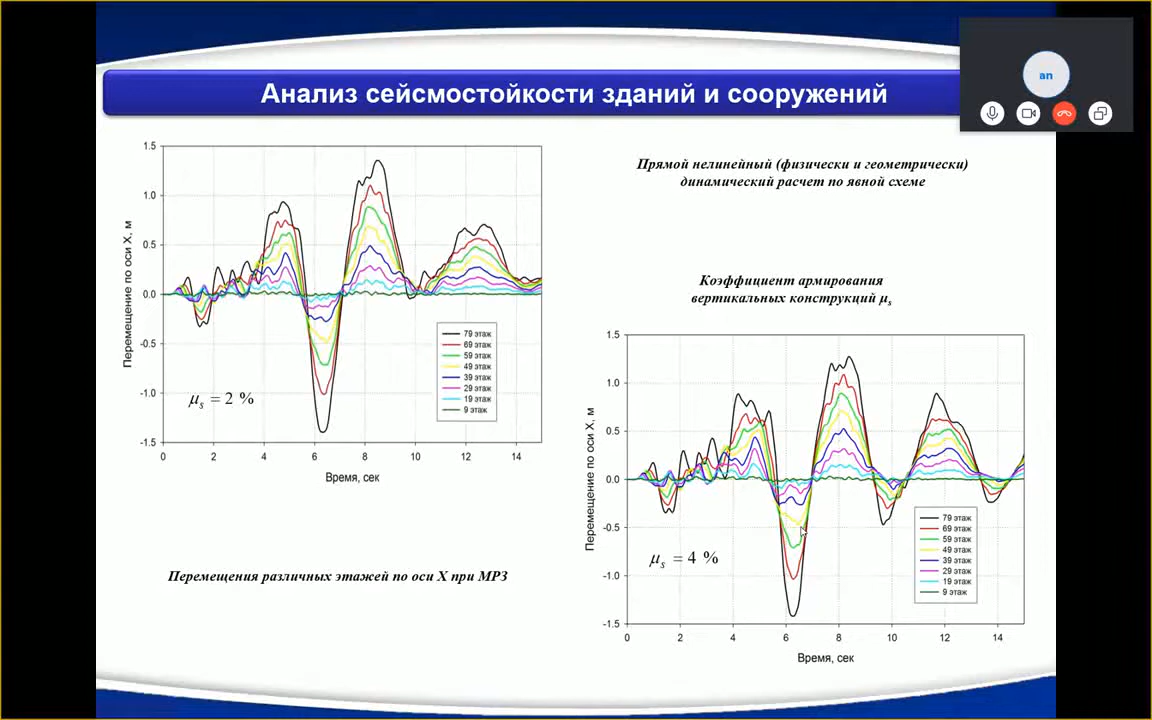 an
Анализ сейсмостойкости зданий и сооружений
Прямой нелинейный (физически и геометрически)
динамический расчет по явной схеме
Коэффициент армирования
вертикальных конструкций μs
Перемещение по оси X, м
1.5
1.0
0.5
0.0
-0.5
-1.0
-1.5
0 2 4 6 8 10 12 14
Время, сек
μs = 2 %
79 этаж
69 этаж
59 этаж
49 этаж
39 этаж
29 этаж
19 этаж
9 этаж
Перемещения различных этажей по оси X при МРЗ
Перемещение по оси X, м
1.5
1.0
0.5
0.0
-0.5
-1.0
-1.5
0 2 4 6 8 10 12 14
Время, сек
μs = 4 %
79 этаж
69 этаж
59 этаж
49 этаж
39 этаж
29 этаж
19 этаж
9 этаж